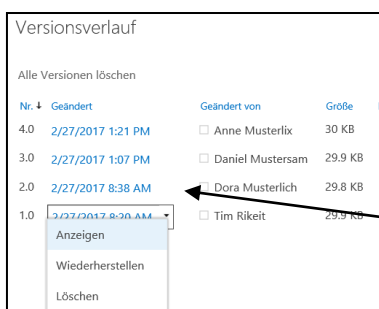 Versionsverlauf
Alle Versionen löschen
Nr. Geändert Geändert von Größe
4.0 2/27/2017 1:21 PM Anne Musterlix 30 KB
3.0 2/27/2017 1:07 PM Daniel Mustersam 29.9 KB
2.0 2/27/2017 8:38 AM Dora Musterlich 29.8 KB
1.0 2/27/2017 8:20 AM Tim Rikeit 29.9 KB
Anzeigen
Wiederherstellen
Löschen